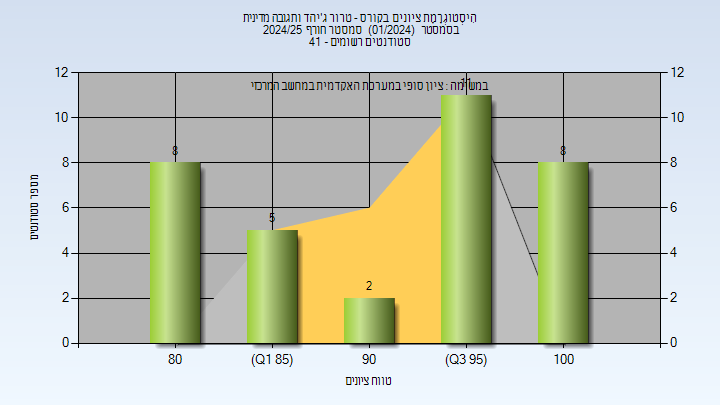 היסטוגרמת ציונים בקורס - טרור ג'יהד ותגובה מדינית
בסמסטר (01/2024) סמסטר חורף 2024/25
סטודנטים רשומים - 41
במשימה : ציון סופי במערכת האקדמית במחשב המרכזי
12 12
11
10 10
8 8 8 8
6 6
5
4 4
2 2 2
0 0
80 (Q1 85) 90 (Q3 95) 100
מספר סטודנטים
טווח ציונים